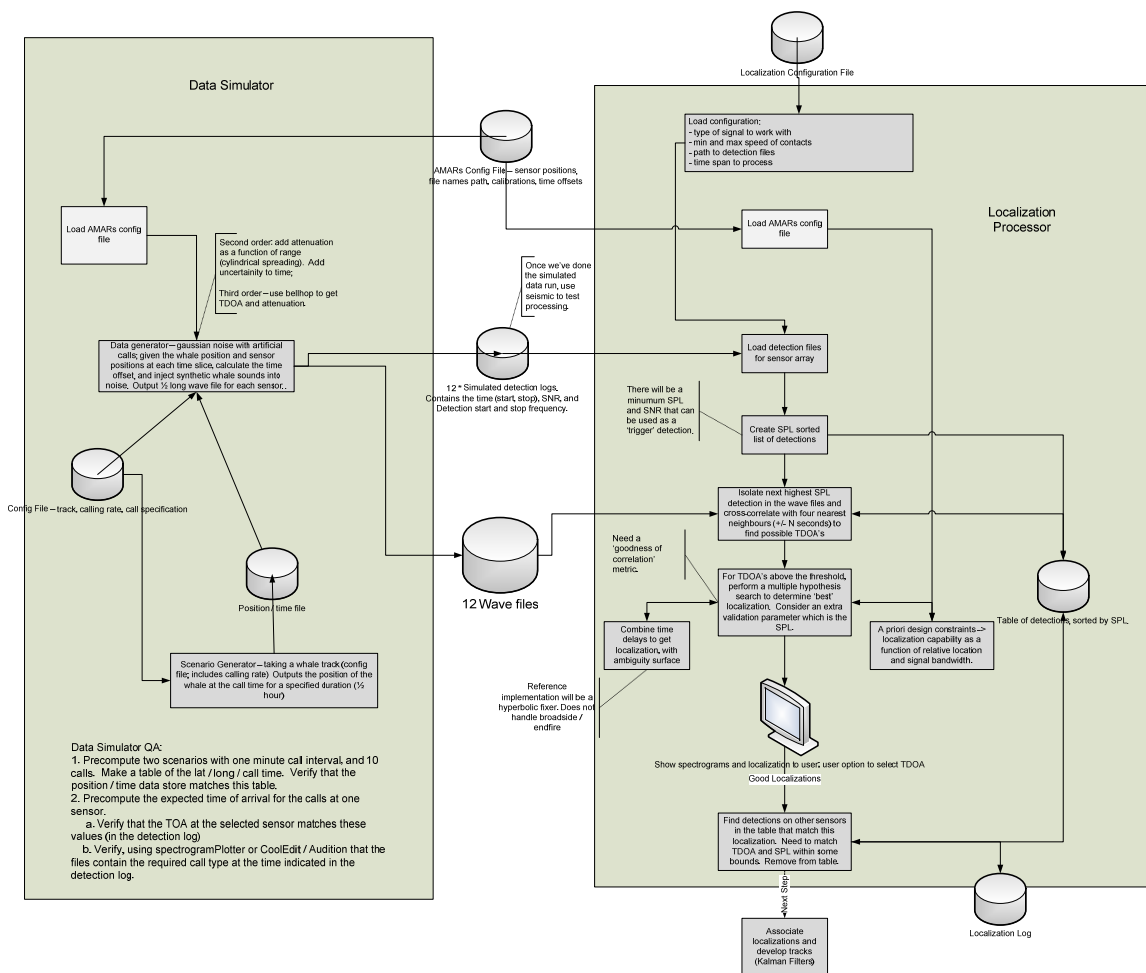 Localization Configuration File
Data Simulator
Load configuration:
- type of signal to work with
- min and max speed of contacts
- path to detection files
- time span to process
AMARs Config File – sensor positions,
file names path, calibrations, time offsets
Load AMARs config
file
Load AMARs config
file
Localization
Processor
Second order: add attenuation
as a function of range
(cylindrical spreading). Add
uncertainity to time;
Third order – use bellhop to get
TDOA and attenuation.
Once we've done
the simulated
data run, use
seismic to test
processing.
Data generator – gaussian noise with artificial
calls; given the whale position and sensor
positions at each time slice, calculate the time
offset, and inject synthetic whale sounds into
noise. Output ½ long wave file for each sensor..
Load detection files
for sensor array
12* Simulated detection logs.
Contains the time (start, stop), SNR, and
Detection start and stop frequency.
There will be a
minumum SPL
and SNR that can
be used as a
'trigger' detection.
Create SPL sorted
list of detections
Config File – track, calling rate, call specification
Isolate next highest SPL
detection in the wave files and
cross-correlate with four nearest
neighbours (+/- N seconds) to
find possible TDOA's
Need a
'goodness of
correlation'
metric.
12 Wave files
For TDOA's above the threshold,
perform a multiple hypothesis
search to determine 'best'
localization. Consider an extra
validation parameter which is the
SPL.
Position / time file
Table of detections, sorted by SPL.
Combine time
delays to get
localization, with
ambiguity surface
A priori design constraints –>
localization capability as a
function of relative location
and signal bandwidth.
Scenario Generator – taking a whale track (config
file; includes calling rate) Outputs the position of the
whale at the call time for a specified duration (½
hour)
Reference
implementation will be a
hyperbolic fixer. Does not
handle broadside /
endfire
Show spectrograms and localization to user; user option to select TDOA
Good Localizations
Data Simulator QA:
1. Precompute two scenarios with one minute call interval, and 10
calls. Make a table of the lat / long / call time. Verify that the
position / time data store matches this table.
2. Precompute the expected time of arrival for the calls at one
sensor.
a. Verify that the TOA at the selected sensor matches these
values (in the detection log)
b. Verify, using spectrogramPlotter or CoolEdit / Audition that the
files contain the required call type at the time indicated in the
detection log.
Find detections on other sensors
in the table that match this
localization. Need to match
TDOA and SPL within some
bounds. Remove from table.
Next Step
Localization Log
Associate
localizations and
develop tracks
(Kalman Filters)